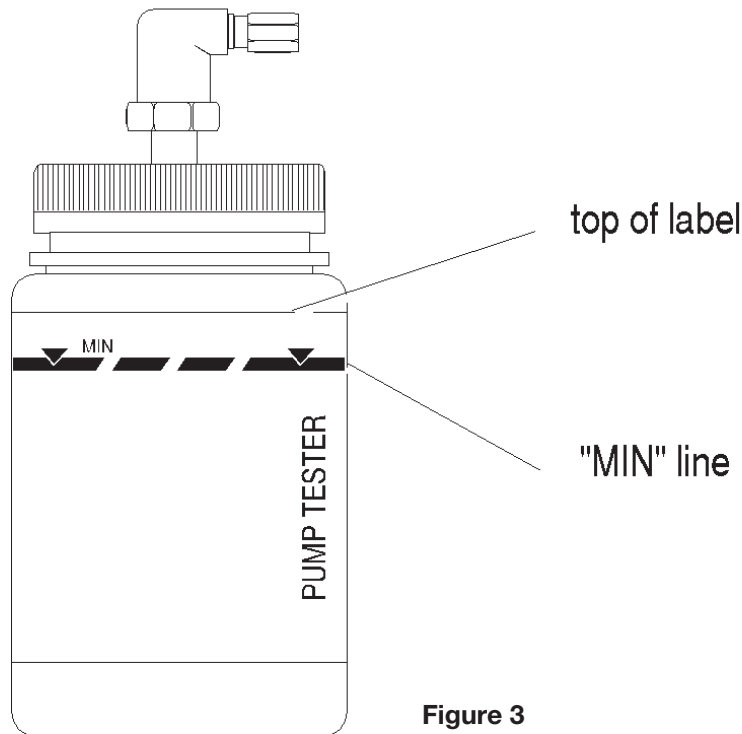 top of label
MIN
"MIN" line
PUMP TESTER
Figure 3